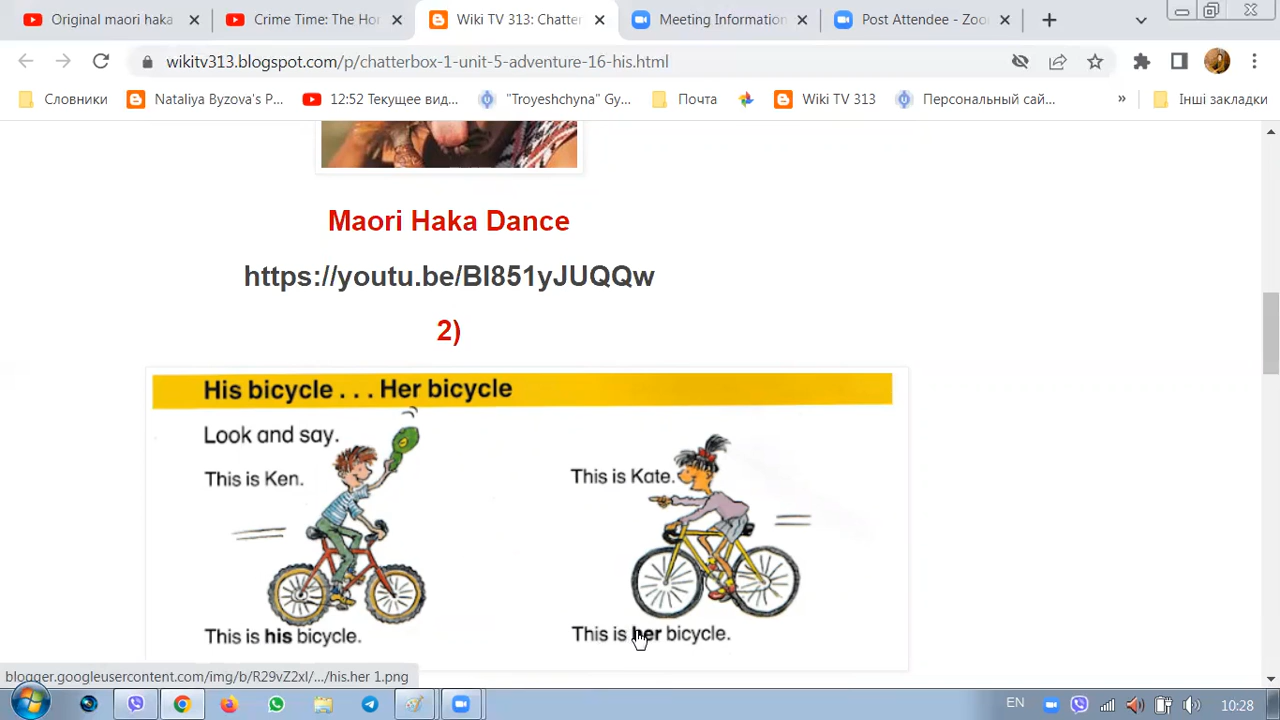 Original maori haka
Crime Time: The Hor
Wiki TV 313: Chatte
Meeting Information
Post Attendee - Zoo
wikitv313.blogspot.com/p/chatterbox-1-unit-5-adventure-16-his.html
Словники
Nataliya Byzova's P...
12:52 Текущее вид...
"Troyeshchyna" Gy...
Почта
Wiki TV 313
Персональный сай...
»
Інші закладки
Maori Haka Dance
https://youtu.be/BI851yJUQQw
2)
His bicycle . . . Her bicycle
Look and say.
This is Ken.
This is Kate.
This is his bicycle.
This is her bicycle.
blogger.googleusercontent.com/img/b/R29vZ2xl/.../his.her 1.png
EN
10:28